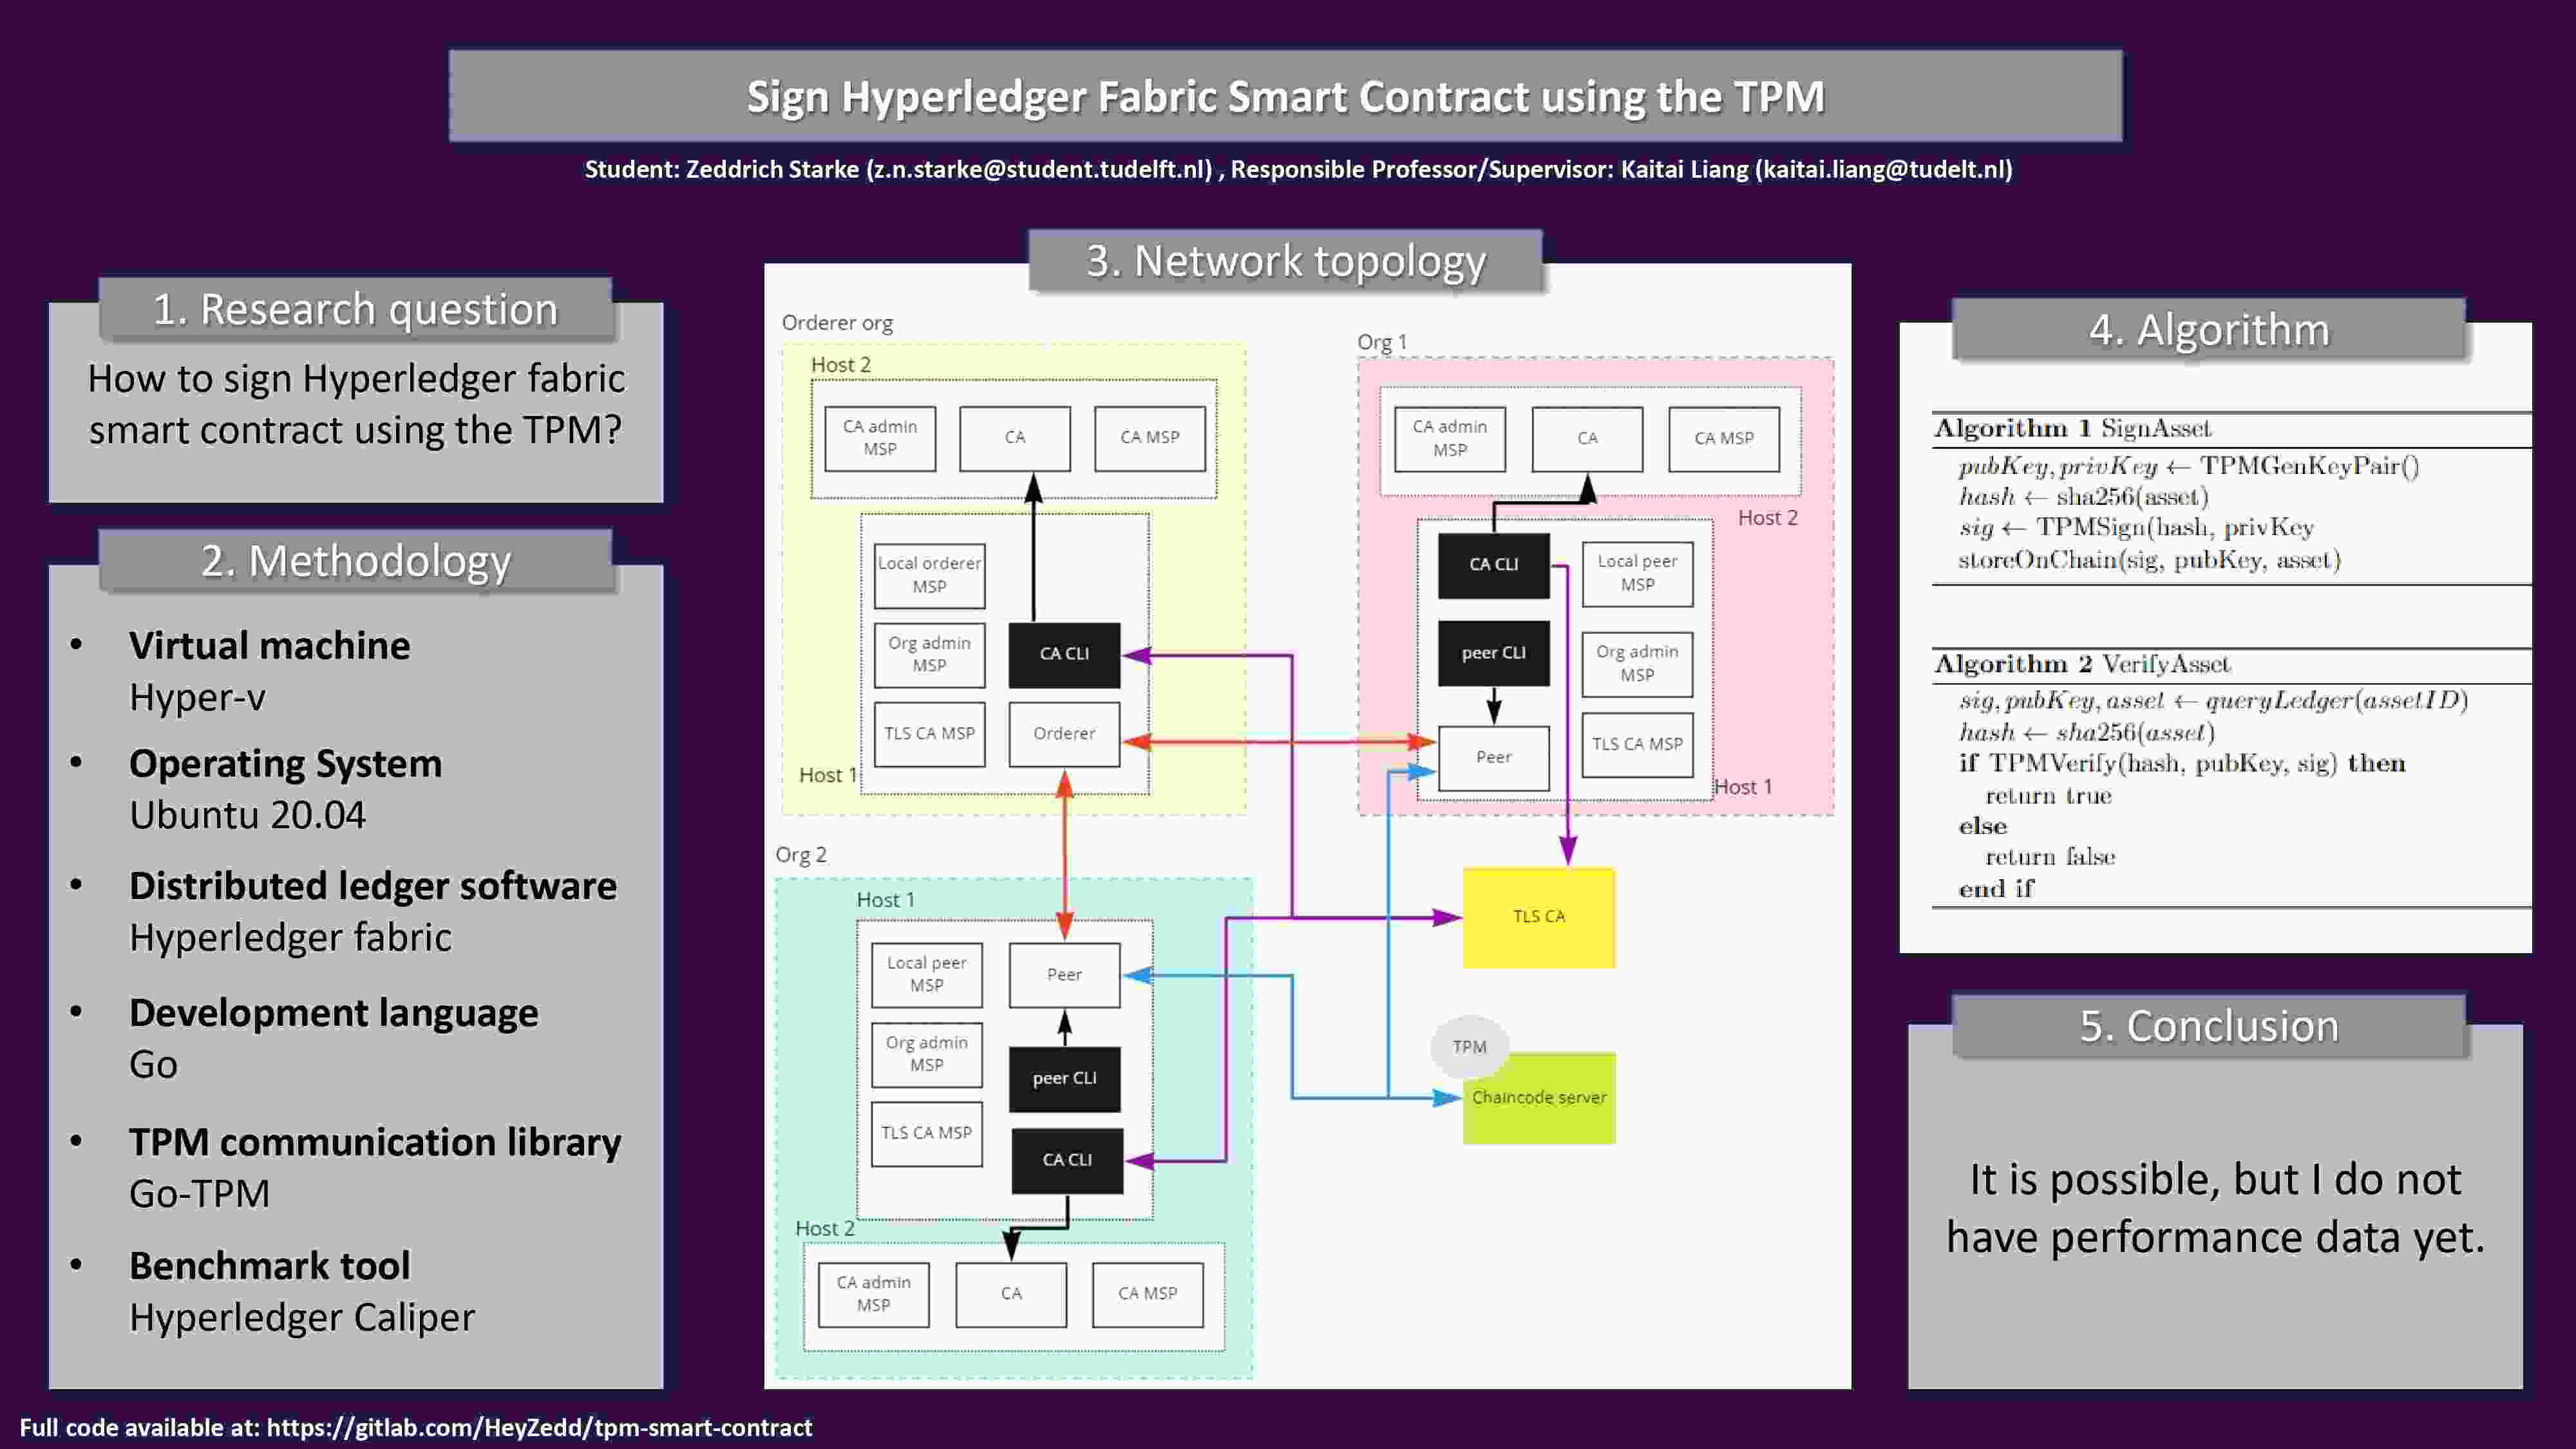 Sign Hyperledger Fabric Smart Contract using the TPM
Student: Zeddrich Starke (z.n.starke@student.tudelft.nl) , Responsible Professor/Supervisor: Kaitai Liang (kaitai.liang@tudelt.nl)
1. Research question
How to sign Hyperledger fabric
smart contract using the TPM?
2. Methodology
• Virtual machine
Hyper-v
• Operating System
Ubuntu 20.04
• Distributed ledger software
Hyperledger fabric
• Development language
Go
• TPM communication library
Go-TPM
• Benchmark tool
Hyperledger Caliper
3. Network topology
Orderer org
Host 2
CA admin
MSP
CA
CA MSP
Local orderer
MSP
Org admin
MSP
CA CLI
TLS CA MSP
Orderer
Host 1
Org 1
CA admin
MSP
CA
CA MSP
Host 2
CA CLI
Local peer
MSP
peer CLI
Org admin
MSP
Peer
TLS CA MSP
Host 1
Org 2
Host 1
Local peer
MSP
Peer
Org admin
MSP
peer CLI
TLS CA MSP
CA CLI
Host 2
CA admin
MSP
CA
CA MSP
TLS CA
TPM
Chaincode server
4. Algorithm
Algorithm 1 SignAsset
pubKey, privKey ← TPMGenKeyPair()
hash ← sha256(asset)
sig ← TPMSign(hash, privKey
storeOnChain(sig, pubKey, asset)
Algorithm 2 VerifyAsset
sig, pubKey, asset ← queryLedger(assetID)
hash ← sha256(asset)
if TPMVerify(hash, pubKey, sig) then
return true
else
return false
end if
5. Conclusion
It is possible, but I do not
have performance data yet.
Full code available at: https://gitlab.com/HeyZedd/tpm-smart-contract